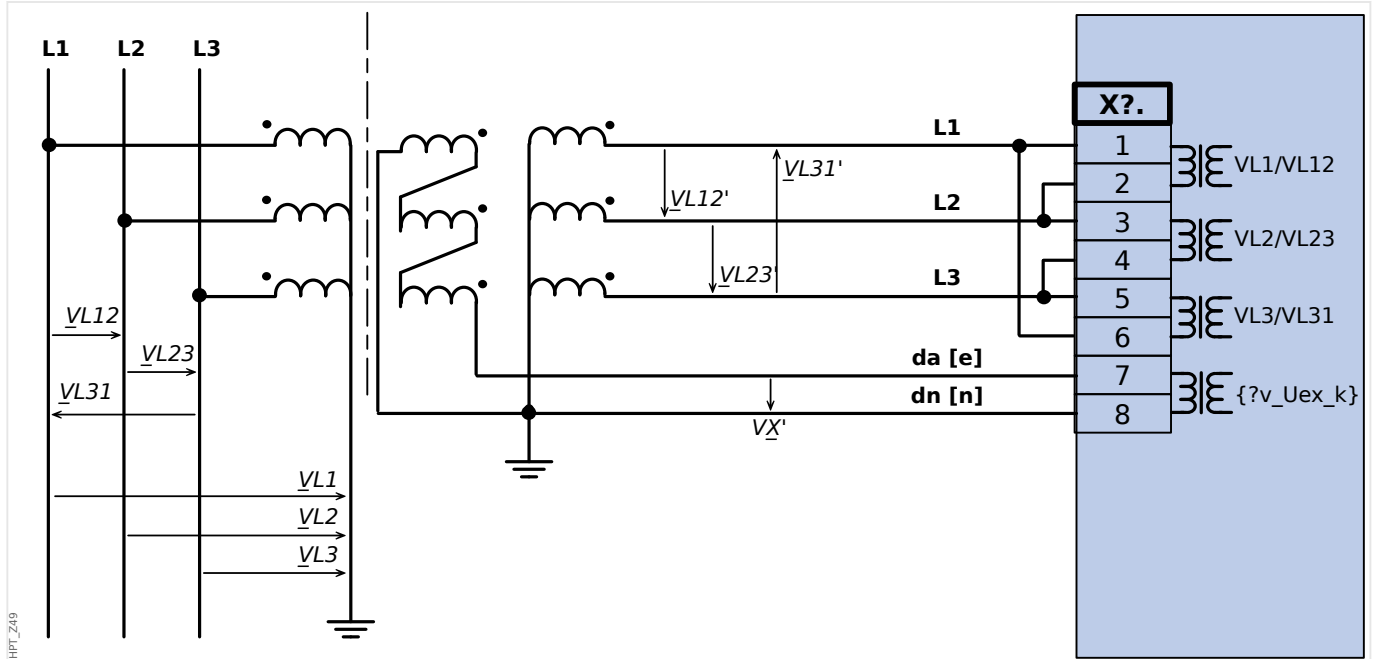 L1 L2 L3
X?.
L1
1
VL31'
VL1/VL12
2
VL12'
L2
3
VL2/VL23
4
VL23'
L3
5
VL12
VL3/VL31
6
VL23
da [e]
7
VL31
dn [n]
{?v_Uex_k}
8
VX'
VL1
VL2
VL3
HPT_Z49